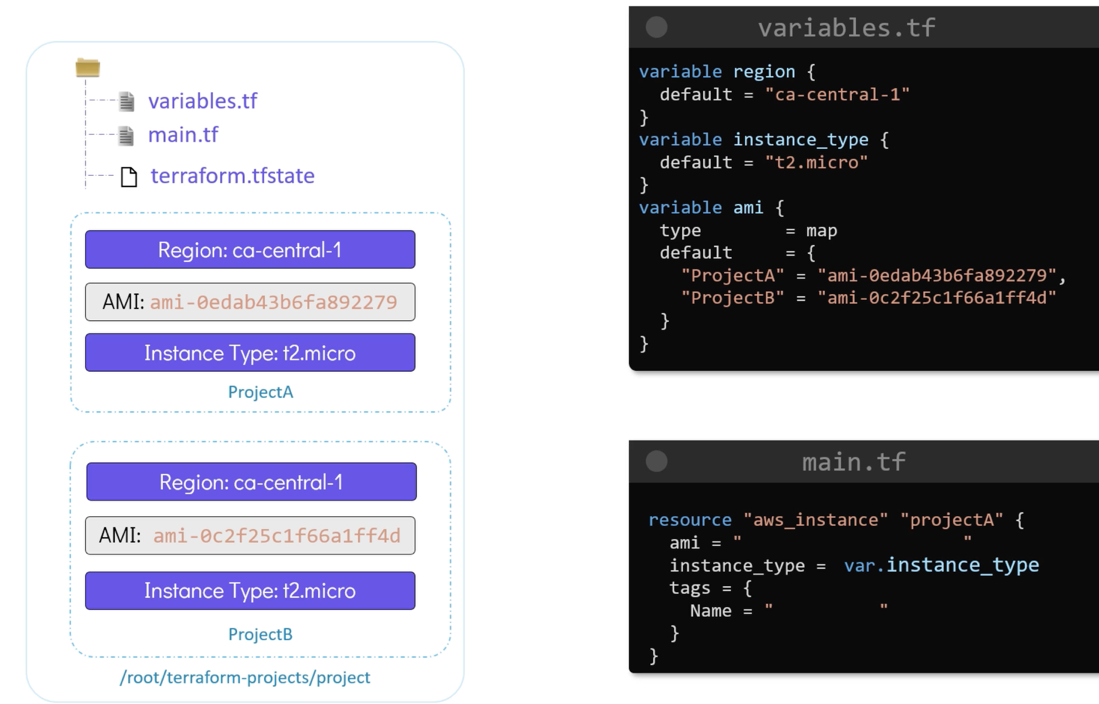 variables.tf
main.tf
terraform.tfstate
Region: ca-central-1
AMI: ami-0edab43b6fa892279
Instance Type: t2.micro
ProjectA
Region: ca-central-1
AMI: ami-0c2f25c1f66a1ff4d
Instance Type: t2.micro
ProjectB
/root/terraform-projects/project
variables.tf
variable region {
  default = "ca-central-1"
}
variable instance_type {
  default = "t2.micro"
}
variable ami {
  type        = map
  default     = {
    "ProjectA" = "ami-0edab43b6fa892279",
    "ProjectB" = "ami-0c2f25c1f66a1ff4d"
  }
}
main.tf
resource "aws_instance" "projectA" {
  ami = "                     "
  instance_type =  var.instance_type
  tags = {
    Name = "          "
  }
}